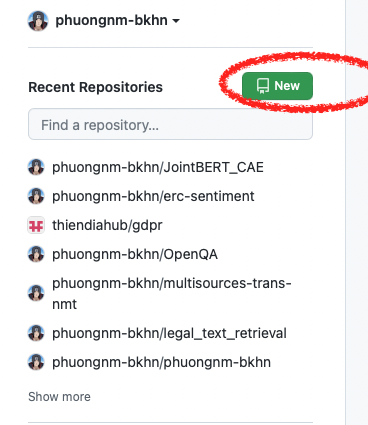 phuongnm-bkhn
Recent Repositories
New
Find a repository...
phuongnm-bkhn/JointBERT_CAE
phuongnm-bkhn/erc-sentiment
thiendiahub/gdpr
phuongnm-bkhn/OpenQA
phuongnm-bkhn/multisources-trans-
nmt
phuongnm-bkhn/legal_text_retrieval
phuongnm-bkhn/phuongnm-bkhn
Show more